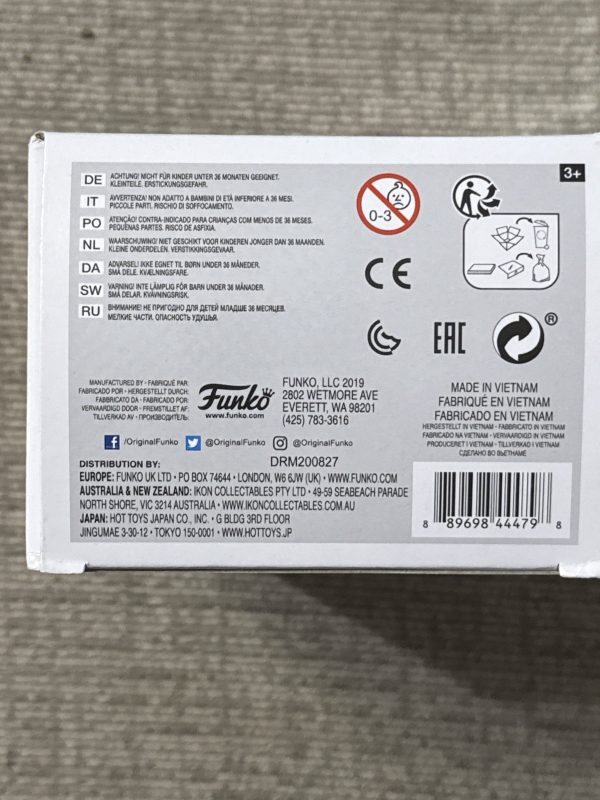 DE ACHTUNG! NICHT FÜR KINDER UNTER 36 MONATEN GEEIGNET.
KLEINTEILE. ERSTICKUNGSGEFAHR.
IT AVVERTENZA! NON ADATTO A BAMBINI DI ETÀ INFERIORE A 36 MESI.
PICCOLE PARTI. RISCHIO DI SOFFOCAMENTO.
PO ATENÇÃO! CONTRA-INDICADO PARA CRIANÇAS COM MENOS DE 36 MESES.
PEQUENAS PARTES. RISCO DE ASFIXIA.
NL WAARSCHUWING! NIET GESCHIKT VOOR KINDEREN JONGER DAN 36 MAANDEN.
KLEINE ONDERDELEN. VERSTIKKINGSGEVAAR.
DA ADVARSEL! IKKE EGNET TIL BØRN UNDER 36 MÅNEDER.
SMÅ DELE. KVÆLNINGSFARE.
SW VARNING! INTE LÄMPLIG FÖR BARN UNDER 36 MÅNADER.
SMÅ DELAR. KVÄVNINGSRISK.
RU ВНИМАНИЕ! НЕ ПРИГОДНО ДЛЯ ДЕТЕЙ МЛАДШЕ 36 МЕСЯЦЕВ.
МЕЛКИЕ ЧАСТИ. ОПАСНОСТЬ УДУШЬЯ.
0-3
3+
CE
EAC
®
MANUFACTURED BY • FABRIQUÉ PAR:
FABRICADO POR • HERGESTELLT DURCH:
FABBRICATO DA • FABRICADO POR:
VERVAARDIGD DOOR • FREMSTILLET AF:
TILLVERKAD AV • ПРОИЗВОДИТЕЛЬ:
Funko
www.funko.com
FUNKO, LLC 2019
2802 WETMORE AVE
EVERETT, WA 98201
(425) 783-3616
MADE IN VIETNAM
FABRIQUÉ EN VIETNAM
FABRICADO EN VIETNAM
HERGESTELLT IN VIETNAM • FABBRICATO IN VIETNAM
FABRICADO NA VIETNAM • VERVAARDIGD IN VIETNAM
PRODUCERET I VIETNAM • TILLVERKAD I VIETNAM
СДЕЛАНО ВО ВЬЕТНАМЕ
f /OriginalFunko @OriginalFunko @OriginalFunko
DRM200827
DISTRIBUTION BY:
EUROPE: FUNKO UK LTD • PO BOX 74644 • LONDON, W6 6JW (UK) • WWW.FUNKO.COM
AUSTRALIA & NEW ZEALAND: IKON COLLECTABLES PTY LTD • 49-59 SEABEACH PARADE
NORTH SHORE, VIC 3214 AUSTRALIA • WWW.IKONCOLLECTABLES.COM.AU
JAPAN: HOT TOYS JAPAN CO., INC. • G BLDG 3RD FLOOR
JINGUMAE 3-30-12 • TOKYO 150-0001 • WWW.HOTTOYS.JP
8 89698 44479 8